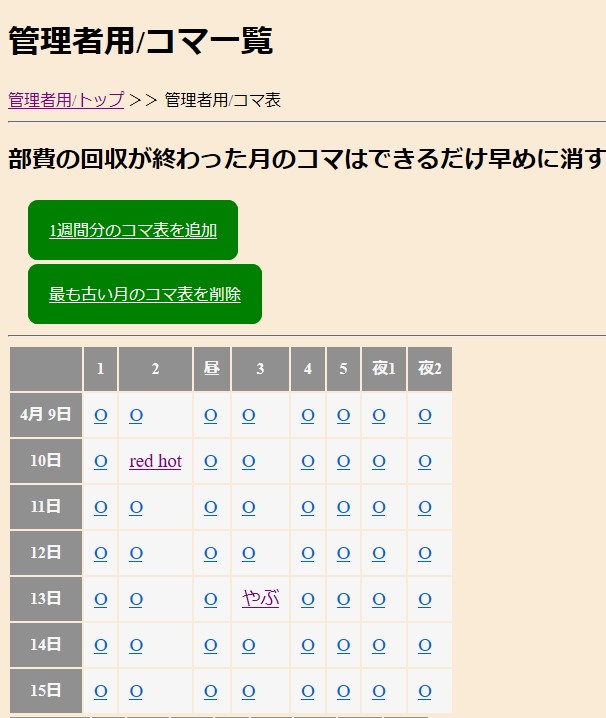 管理者用/コマ一覧
管理者用/トップ >> 管理者用/コマ表
部費の回収が終わった月のコマはできるだけ早めに消す
1週間分のコマ表を追加
最も古い月のコマ表を削除
1 2 昼 3 4 5 夜1 夜2
4月 9日 O O O O O O O O
10日 O red hot O O O O O O
11日 O O O O O O O O
12日 O O O O O O O O
13日 O O O やぶ O O O O
14日 O O O O O O O O
15日 O O O O O O O O